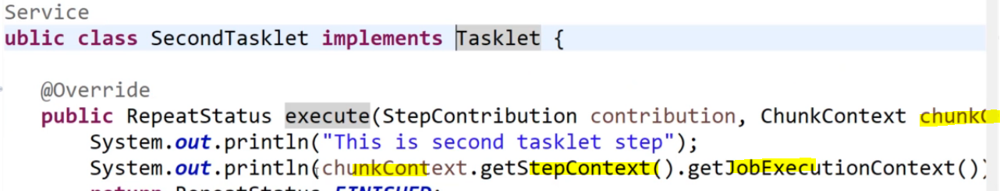 Service
ublic class SecondTasklet implements Tasklet {
@Override
public RepeatStatus execute(StepContribution contribution, ChunkContext chunkC
System.out.println("This is second tasklet step");
System.out.println(chunkContext.getStepContext().getJobExecutionContext())
return RepeatStatus.FINISHED;